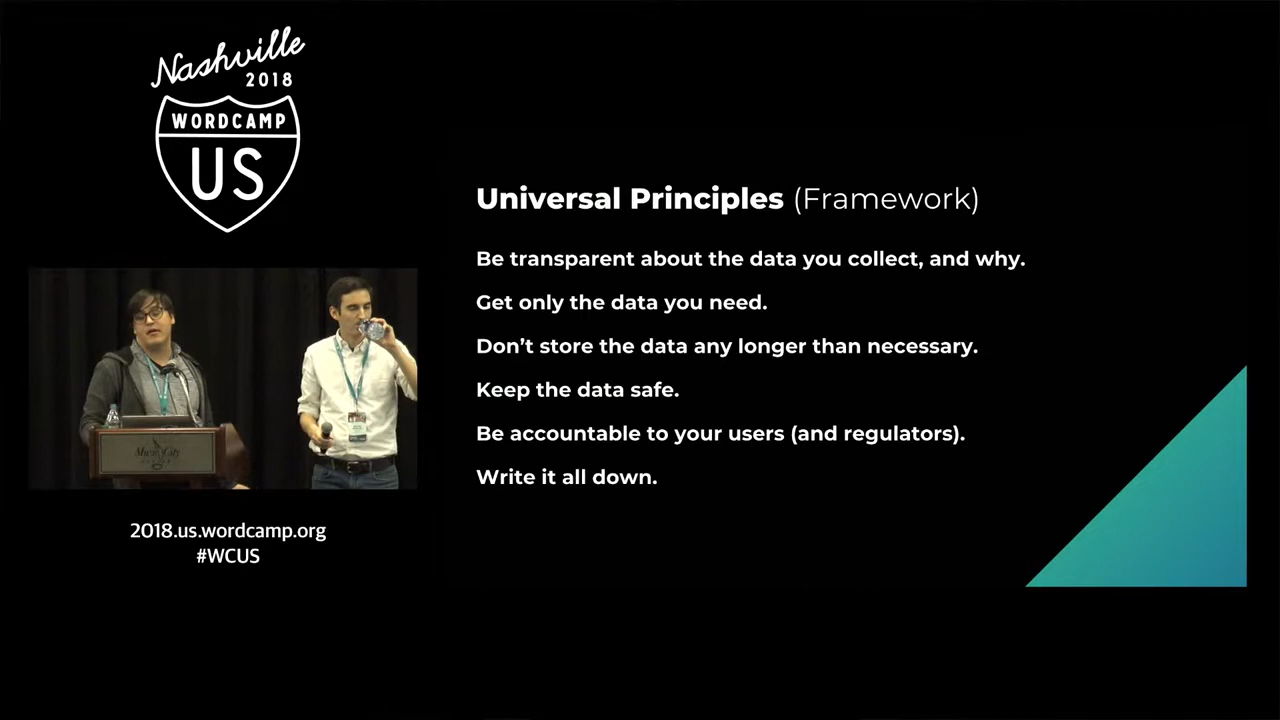 Nashville
2018
WORDCAMP
US
Universal Principles (Framework)
Be transparent about the data you collect, and why.
Get only the data you need.
Don’t store the data any longer than necessary.
Keep the data safe.
Be accountable to your users (and regulators).
Write it all down.
Music City
2018.us.wordcamp.org
#WCUS